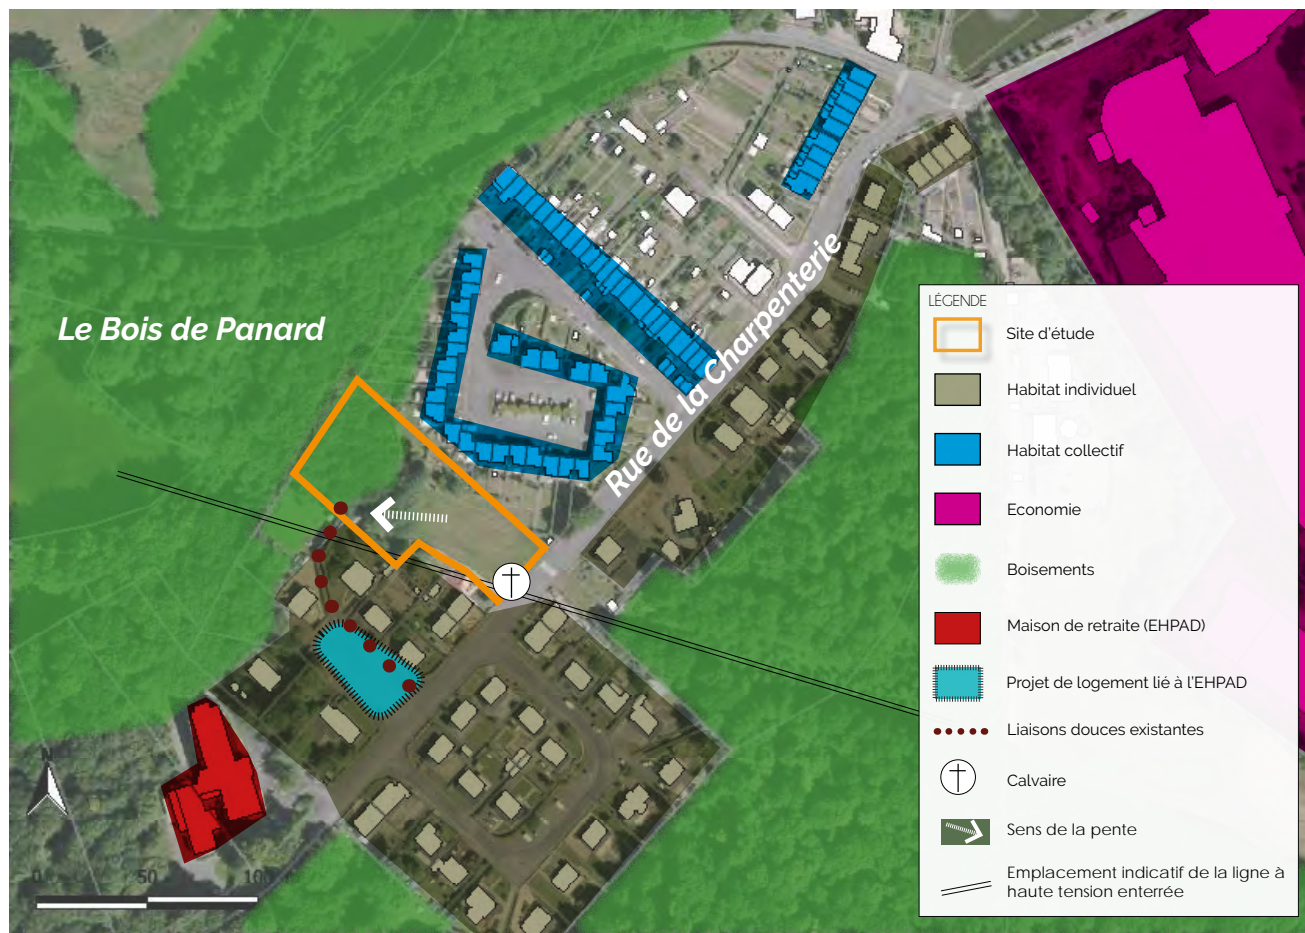 Le Bois de Panard
Rue de la Charpenterie
LÉGENDE
Site d'étude
Habitat individuel
Habitat collectif
Economie
Boisements
Maison de retraite (EHPAD)
Projet de logement lié à l'EHPAD
Liaisons douces existantes
Calvaire
Sens de la pente
Emplacement indicatif de la ligne à
haute tension enterrée
N
0 50 100